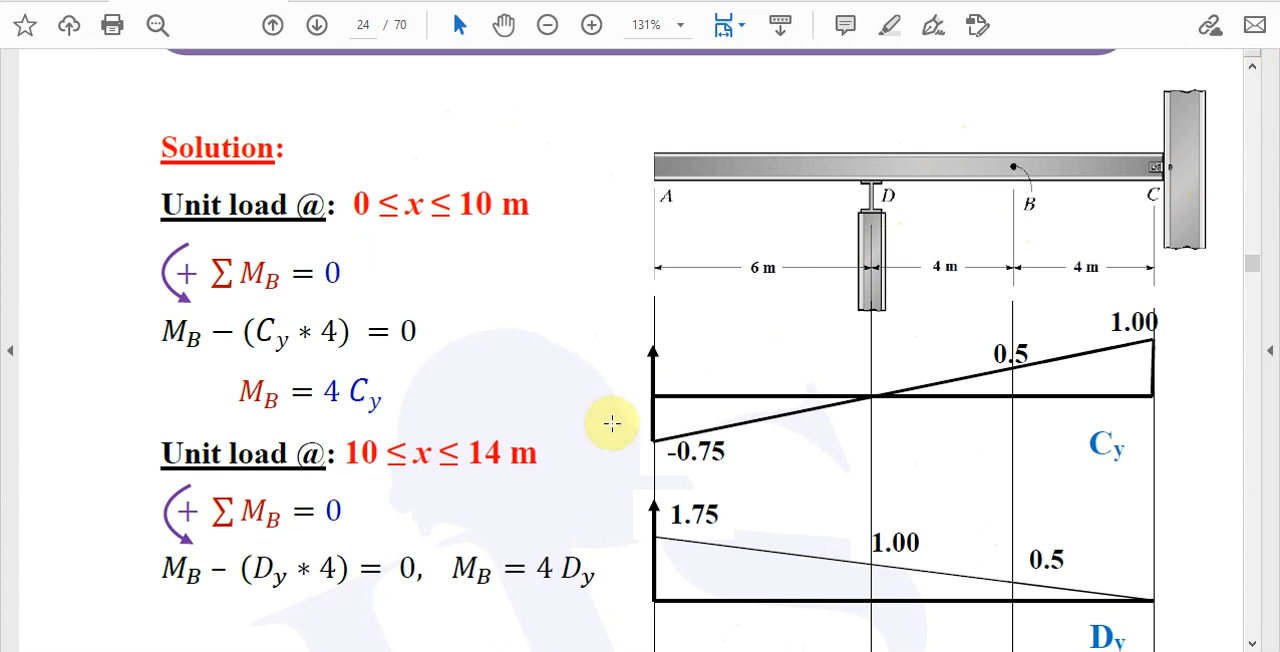 24 / 70
131%
Solution:
Unit load @: 0 ≤ x ≤ 10 m
+ ∑ M_B = 0
M_B − (C_y * 4) = 0
M_B = 4 C_y
Unit load @: 10 ≤ x ≤ 14 m
+ ∑ M_B = 0
M_B − (D_y * 4) = 0, M_B = 4 D_y
A D B C
6 m 4 m 4 m
1.00
0.5
-0.75
C_y
1.75
1.00
0.5
D_y